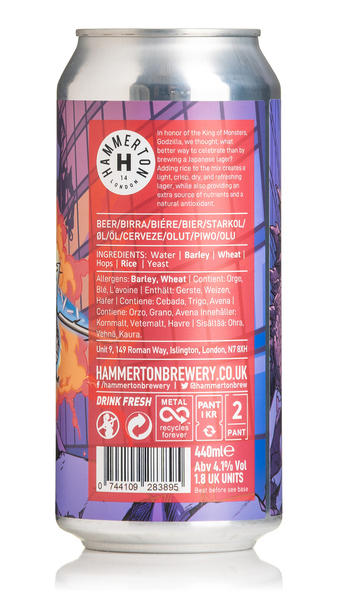 HAMMERTON
H
14
LONDON
In honor of the King of Monsters,
Godzilla, we thought, what
better way to celebrate than by
brewing a Japanese lager?
Adding rice to the mix creates a
light, crisp, dry, and refreshing
lager, while also providing an
extra source of nutrients and a
natural antioxidant.
BEER/BIRRA/BIÉRE/BIER/STARKOL/
ØL/ÖL/CERVEZE/OLUT/PIWO/OLU
INGREDIENTS: Water | Barley | Wheat |
Hops | Rice | Yeast
Allergens: Barley, Wheat | Contient: Orgo,
Blé, L'avoine | Enthält: Gerste, Weizen,
Hafer | Contiene: Cebada, Trigo, Avena |
Contiene: Orzo, Grano, Avena Innehåller:
Kornmalt, Vetemalt, Havre | Sisältää: Ohra,
Vehnä, Kaura.
Unit 9, 149 Roman Way, Islington, London, N7 8XH
HAMMERTONBREWERY.CO.UK
/hammertonbrewery @hammertonbrew
DRINK FRESH
METAL
recycles
forever
PANT
1 KR
2
PANT
440ml e
Abv 4.1% Vol
1.8 UK UNITS
Best before see base
0 744109 283895